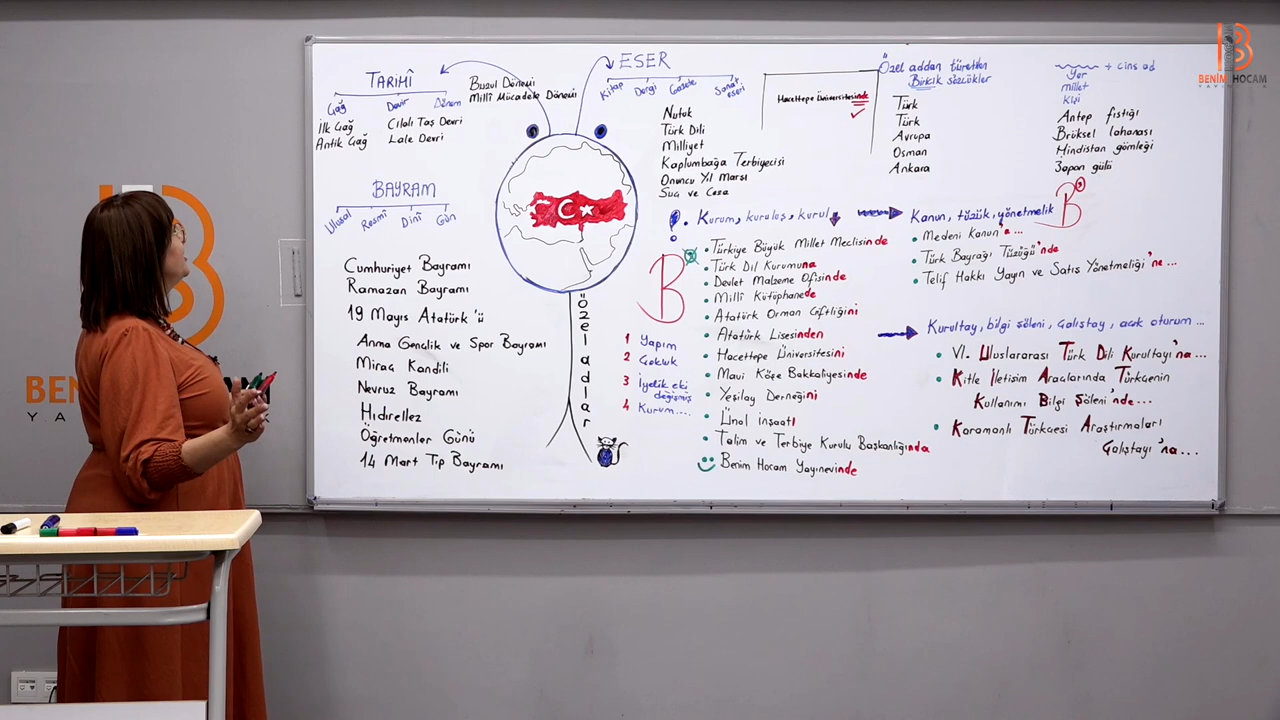 TARİHÎ
Çağ
Devir
Dönem
İlk Çağ
Antik Çağ
Cilalı Taş Devri
Lale Devri
Buzul Dönemi
Millî Mücadele Dönemi
ESER
Kitap
Dergi
Gazete
Sanat eseri
Nutuk
Türk Dili
Milliyet
Kaplumbağa Terbiyecisi
Onuncu Yıl Marşı
Suç ve Ceza
Hacettepe Üniversitesinde
Özel addan türetilen
Birleşik sözcükler
Türk
Türk
Avrupa
Osman
Ankara
+ cins ad
Yer
millet
Kişi
Antep fıstığı
Brüksel lahanası
Hindistan gömleği
Japon gülü
BENİM HOCAM
YAYINEVİ
BAYRAM
Ulusal
Resmî
Dinî
Gün
Cumhuriyet Bayramı
Ramazan Bayramı
19 Mayıs Atatürk'ü
Anma Gençlik ve Spor Bayramı
Miraç Kandili
Nevruz Bayramı
Hıdırellez
Öğretmenler Günü
14 Mart Tıp Bayramı
Özel adlar
1 Yapım
2 Çokluk
3 İyelik eki
değişmiş
4 Kurum....
B
! . Kurum, kuruluş, kurul
• Türkiye Büyük Millet Meclisinde
• Türk Dil Kurumuna
• Devlet Malzeme Ofisinde
• Millî Kütüphanede
• Atatürk Orman Çiftliğini
• Atatürk Lisesinden
• Hacettepe Üniversitesini
• Mavi Köşe Bakkaliyesinde
• Yeşilay Derneğini
• Ünal İnşaatı
• Talim ve Terbiye Kurulu Başkanlığında
Benim Hocam Yayınevinde
Kanun, tüzük, yönetmelik
B
• Medeni Kanun'a ...
• Türk Bayrağı Tüzüğü'nde
• Telif Hakkı Yayın ve Satış Yönetmeliği'ne ...
Kurultay, bilgi şöleni, çalıştay, açık oturum ...
• VI. Uluslararası Türk Dili Kurultayı'na ...
• Kitle İletişim Araçlarında Türkçenin
Kullanımı Bilgi Şöleni'nde...
• Karamanlı Türkçesi Araştırmaları
Çalıştayı'na...
BEN
YA